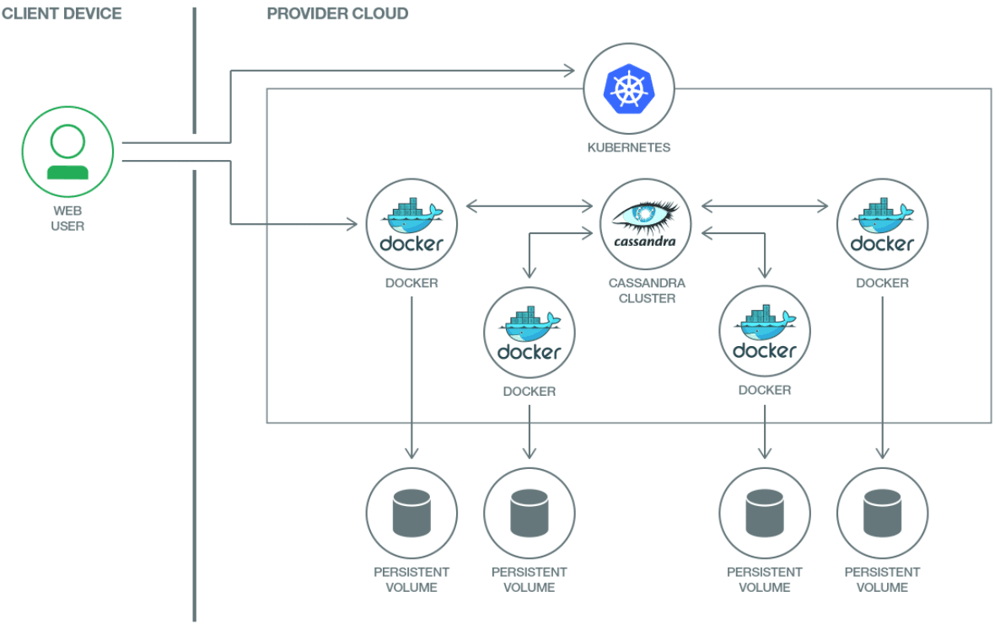 CLIENT DEVICE
PROVIDER CLOUD
KUBERNETES
WEB
USER
docker
DOCKER
cassandra
CASSANDRA
CLUSTER
docker
DOCKER
docker
DOCKER
docker
DOCKER
PERSISTENT
VOLUME
PERSISTENT
VOLUME
PERSISTENT
VOLUME
PERSISTENT
VOLUME